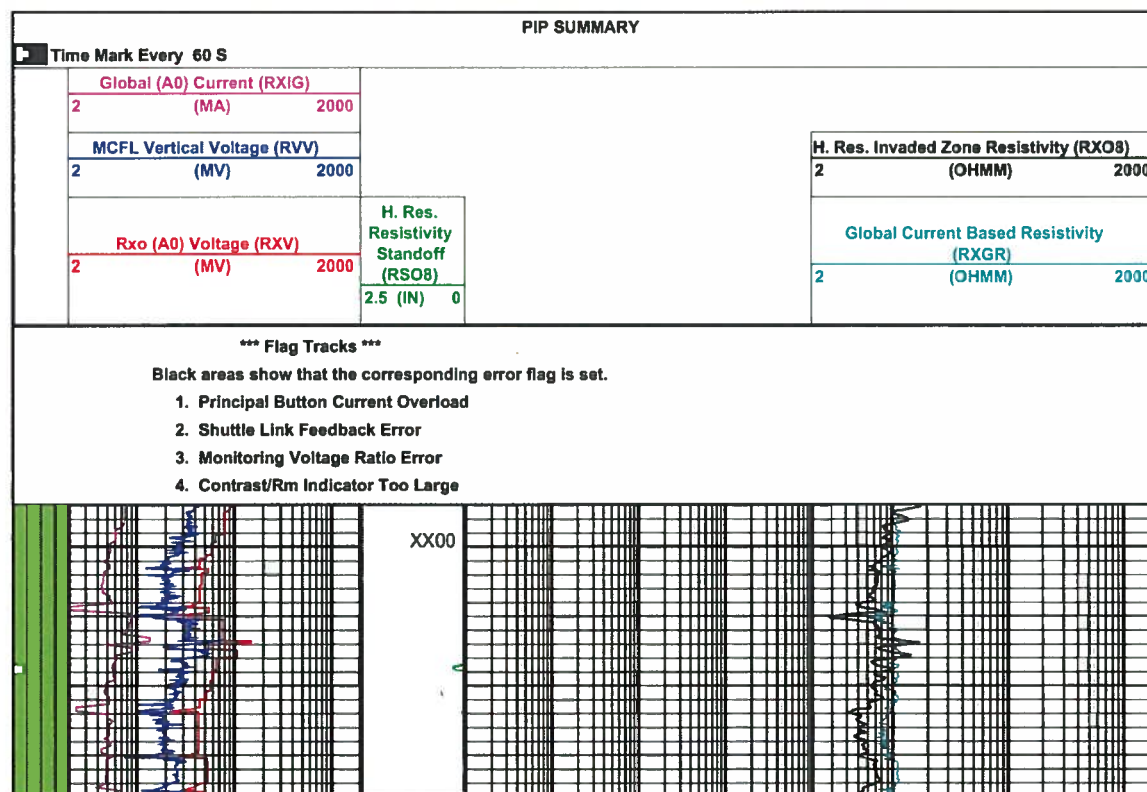 PIP SUMMARY
Time Mark Every 60 S
Global (A0) Current (RXIG)
2 (MA) 2000
MCFL Vertical Voltage (RVV)
2 (MV) 2000
H. Res. Invaded Zone Resistivity (RXO8)
2 (OHMM) 2000
Rxo (A0) Voltage (RXV)
2 (MV) 2000
H. Res.
Resistivity
Standoff
(RSO8)
2.5 (IN) 0
Global Current Based Resistivity
(RXGR)
2 (OHMM) 2000
*** Flag Tracks ***
Black areas show that the corresponding error flag is set.
1. Principal Button Current Overload
2. Shuttle Link Feedback Error
3. Monitoring Voltage Ratio Error
4. Contrast/Rm Indicator Too Large
XX00